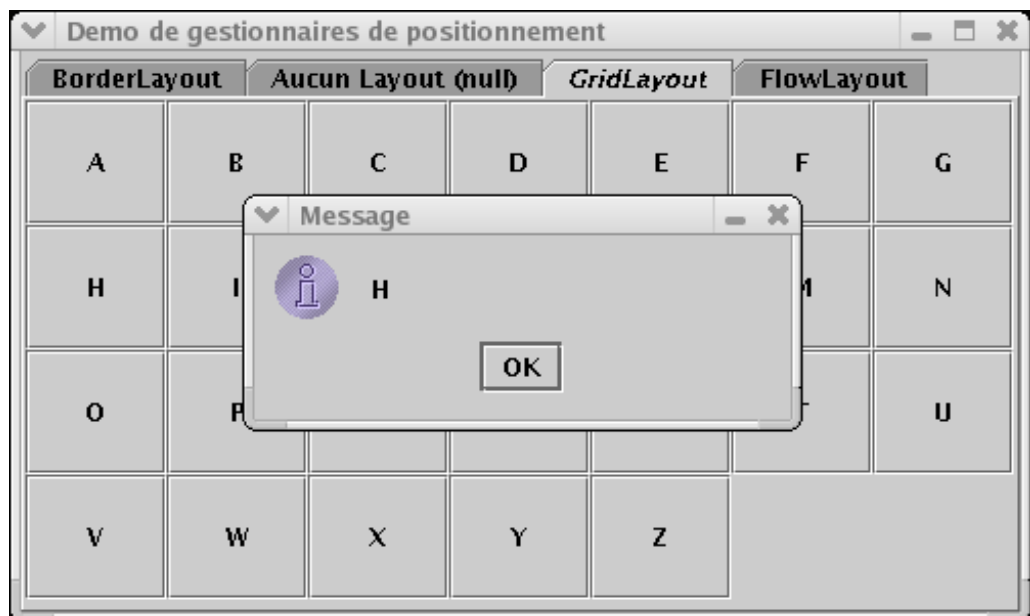 Demo de gestionnaires de positionnement
BorderLayout Aucun Layout (null) GridLayout FlowLayout
A B C D E F G
Message
H I H N
OK
O P U
V W X Y Z